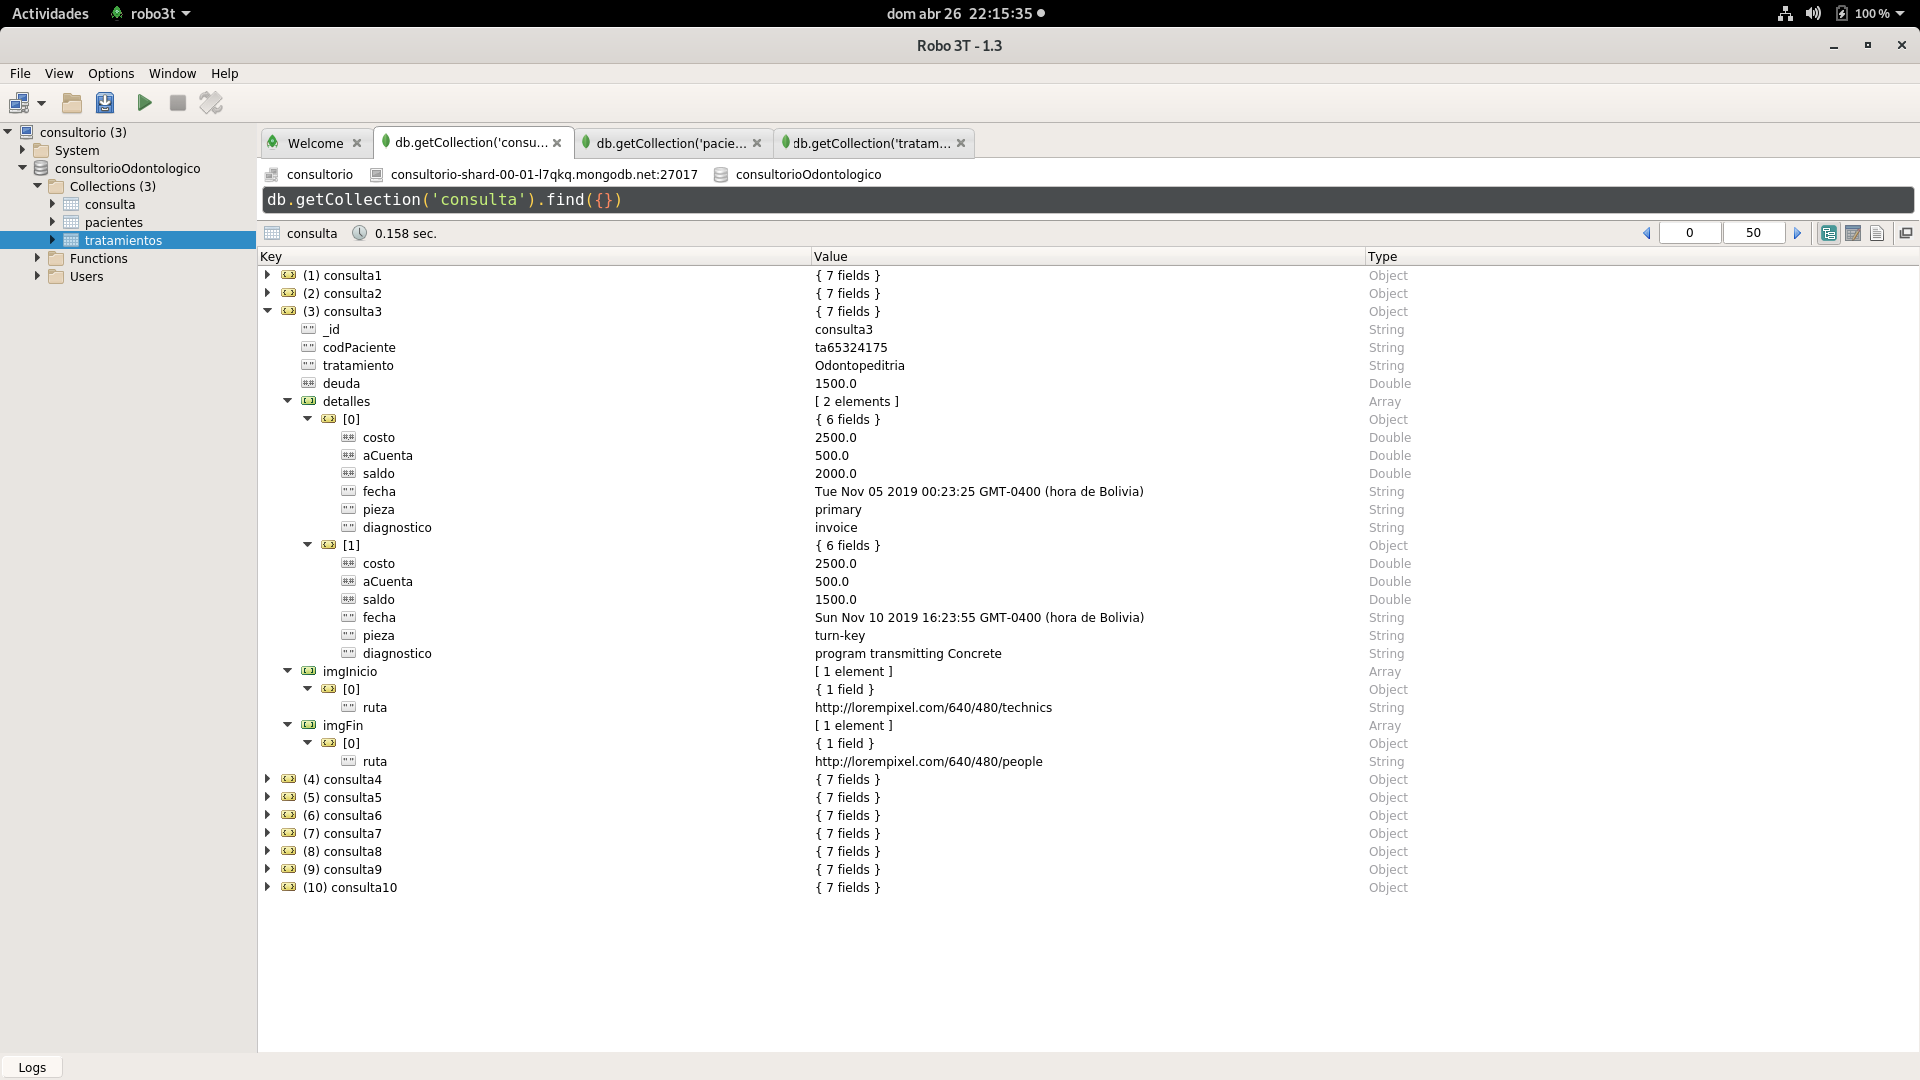 Actividades robo3t dom abr 26 22:15:35 100 %
Robo 3T - 1.3
File View Options Window Help
consultorio (3)
System
consultorioOdontologico
Collections (3)
consulta
pacientes
tratamientos
Functions
Users
Welcome db.getCollection('consu... db.getCollection('pacie... db.getCollection('tratam...
consultorio consultorio-shard-00-01-l7qkq.mongodb.net:27017 consultorioOdontologico
db.getCollection('consulta').find({})
consulta 0.158 sec. 0 50
Key Value Type
(1) consulta1 { 7 fields } Object
(2) consulta2 { 7 fields } Object
(3) consulta3 { 7 fields } Object
_id consulta3 String
codPaciente ta65324175 String
tratamiento Odontopeditria String
deuda 1500.0 Double
detalles [ 2 elements ] Array
[0] { 6 fields } Object
costo 2500.0 Double
aCuenta 500.0 Double
saldo 2000.0 Double
fecha Tue Nov 05 2019 00:23:25 GMT-0400 (hora de Bolivia) String
pieza primary String
diagnostico invoice String
[1] { 6 fields } Object
costo 2500.0 Double
aCuenta 500.0 Double
saldo 1500.0 Double
fecha Sun Nov 10 2019 16:23:55 GMT-0400 (hora de Bolivia) String
pieza turn-key String
diagnostico program transmitting Concrete String
imgInicio [ 1 element ] Array
[0] { 1 field } Object
ruta http://lorempixel.com/640/480/technics String
imgFin [ 1 element ] Array
[0] { 1 field } Object
ruta http://lorempixel.com/640/480/people String
(4) consulta4 { 7 fields } Object
(5) consulta5 { 7 fields } Object
(6) consulta6 { 7 fields } Object
(7) consulta7 { 7 fields } Object
(8) consulta8 { 7 fields } Object
(9) consulta9 { 7 fields } Object
(10) consulta10 { 7 fields } Object
Logs